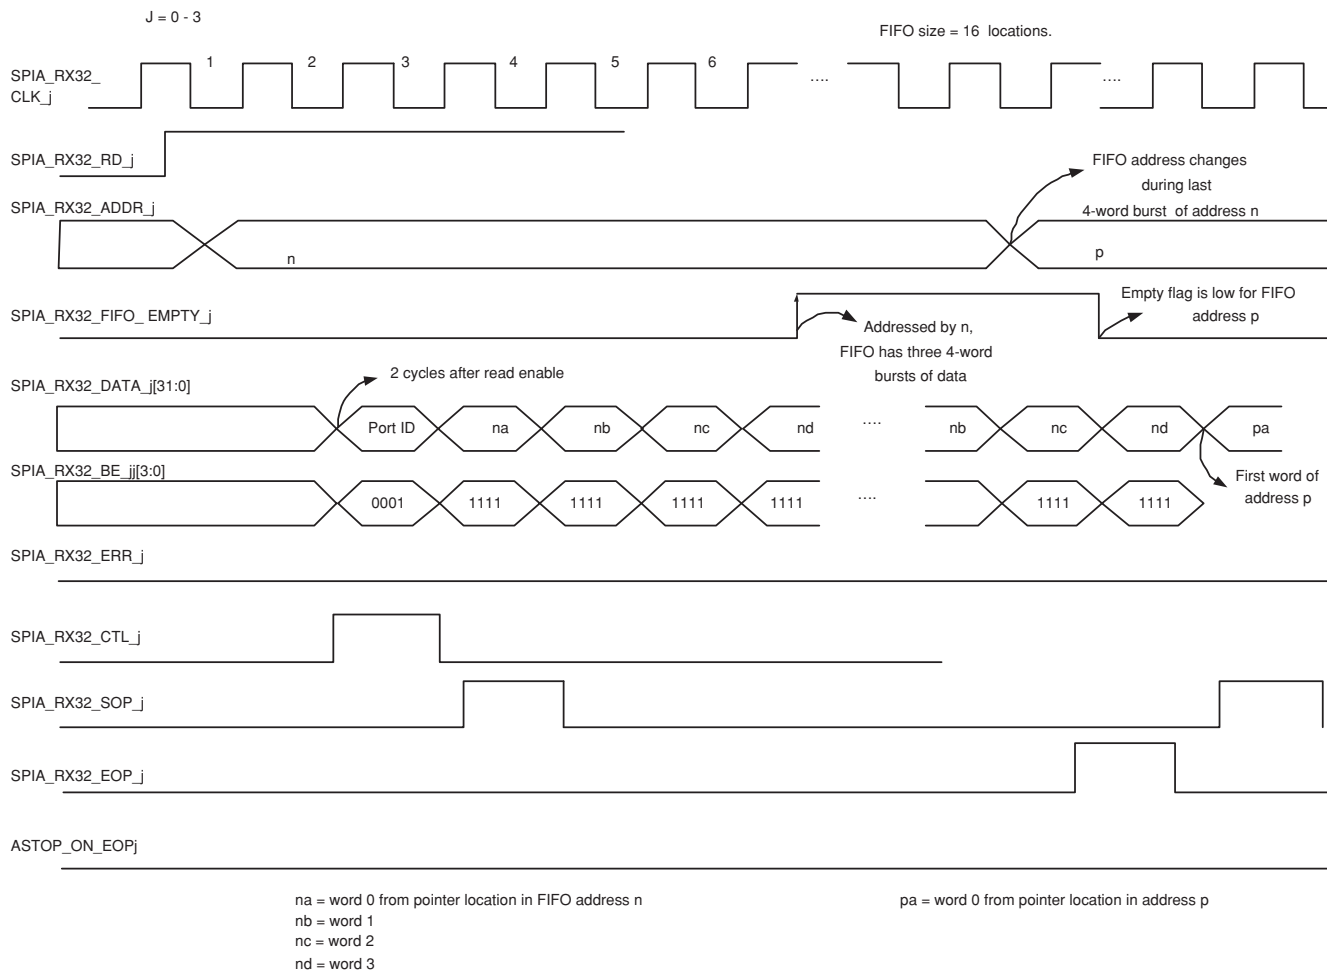 J = 0 - 3
FIFO size = 16 locations.
SPIA_RX32_
CLK_j
1 2 3 4 5 6 .... ....
SPIA_RX32_RD_j
FIFO address changes
during last
4-word burst of address n
SPIA_RX32_ADDR_j
n
p
SPIA_RX32_FIFO_ EMPTY_j
Empty flag is low for FIFO
address p
Addressed by n,
FIFO has three 4-word
bursts of data
2 cycles after read enable
SPIA_RX32_DATA_j[31:0]
Port ID na nb nc nd .... nb nc nd pa
SPIA_RX32_BE_jj[3:0]
0001 1111 1111 1111 1111 .... 1111 1111
First word of
address p
SPIA_RX32_ERR_j
SPIA_RX32_CTL_j
SPIA_RX32_SOP_j
SPIA_RX32_EOP_j
ASTOP_ON_EOPj
na = word 0 from pointer location in FIFO address n
nb = word 1
nc = word 2
nd = word 3
pa = word 0 from pointer location in address p